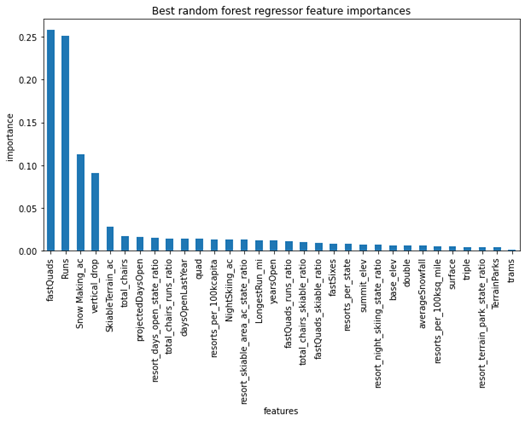 Best random forest regressor feature importances
importance
0.25
0.20
0.15
0.10
0.05
0.00
fastQuads
Runs
Snow Making_ac
vertical_drop
SkiableTerrain_ac
total_chairs
projectedDaysOpen
resort_days_open_state_ratio
total_chairs_runs_ratio
daysOpenLastYear
quad
resorts_per_100kcapita
NightSkiing_ac
resort_skiable_area_ac_state_ratio
LongestRun_mi
yearsOpen
fastQuads_runs_ratio
total_chairs_skiable_ratio
fastQuads_skiable_ratio
fastSixes
resorts_per_state
summit_elev
resort_night_skiing_state_ratio
base_elev
double
averageSnowfall
resorts_per_100ksq_mile
surface
triple
resort_terrain_park_state_ratio
TerrainParks
trams
features